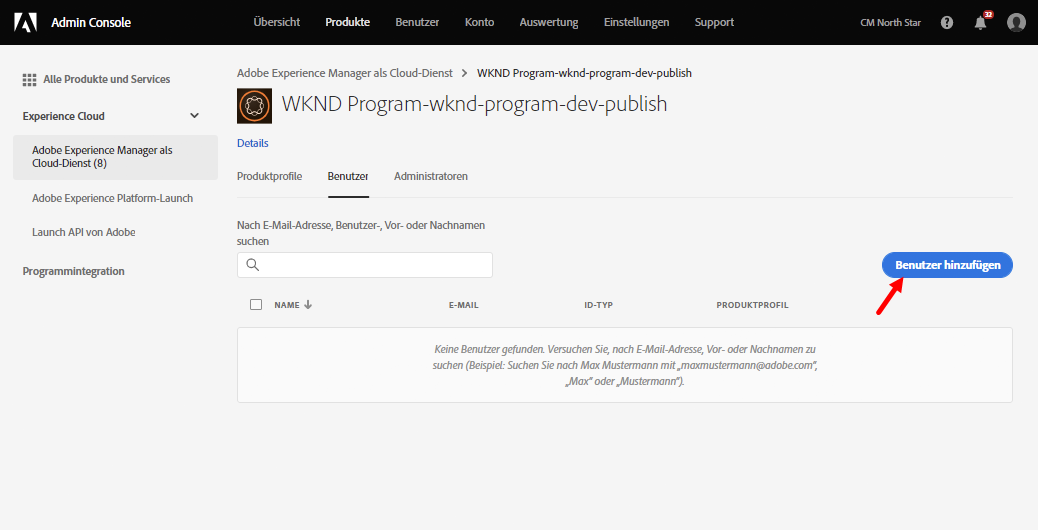 Admin Console
Übersicht
Produkte
Benutzer
Konto
Auswertung
Einstellungen
Support
CM North Star
?
32
Alle Produkte und Services
Experience Cloud
Adobe Experience Manager als
Cloud-Dienst (8)
Adobe Experience Platform-Launch
Launch API von Adobe
Programmintegration
Adobe Experience Manager als Cloud-Dienst > WKND Program-wknd-program-dev-publish
WKND Program-wknd-program-dev-publish
Details
Produktprofile
Benutzer
Administratoren
Nach E-Mail-Adresse, Benutzer-, Vor- oder Nachnamen
suchen
Benutzer hinzufügen
NAME
E-MAIL
ID-TYP
PRODUKTPROFIL
Keine Benutzer gefunden. Versuchen Sie, nach E-Mail-Adresse, Vor- oder Nachnamen zu
suchen (Beispiel: Suchen Sie nach Max Mustermann mit „maxmustermann@adobe.com“,
„Max“ oder „Mustermann“).